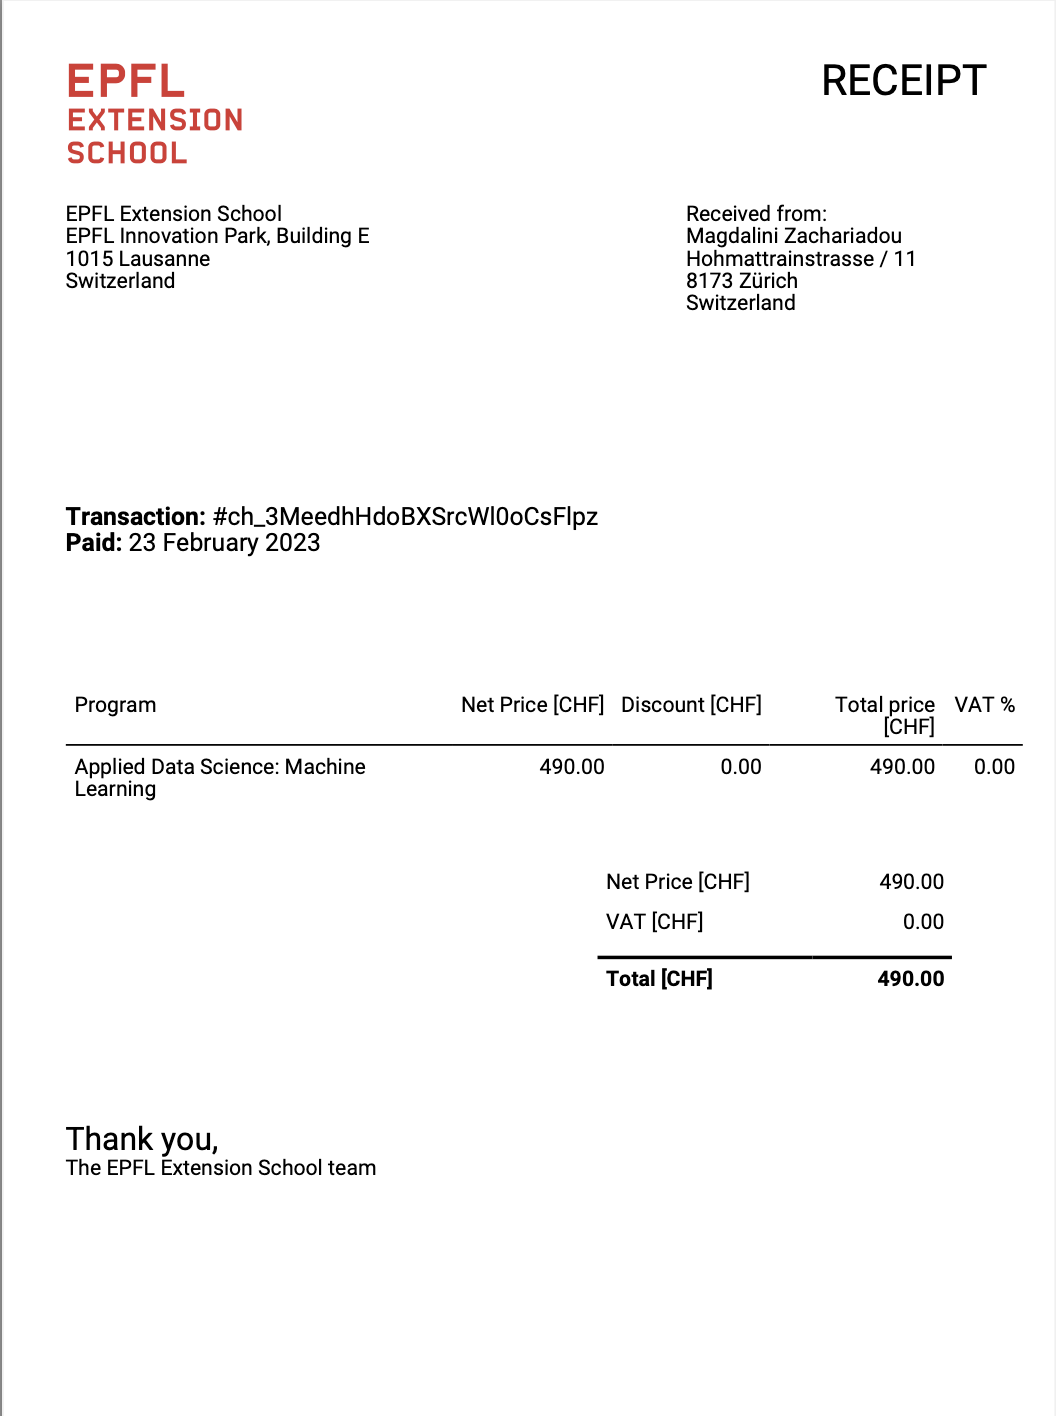 EPFL
EXTENSION
SCHOOL
RECEIPT
EPFL Extension School
EPFL Innovation Park, Building E
1015 Lausanne
Switzerland
Received from:
Magdalini Zachariadou
Hohmattrainstrasse / 11
8173 Zürich
Switzerland
Transaction: #ch_3MeedhHdoBXSrcWl0oCsFlpz
Paid: 23 February 2023
Program Net Price [CHF] Discount [CHF] Total price [CHF] VAT %
Applied Data Science: Machine Learning 490.00 0.00 490.00 0.00
Net Price [CHF] 490.00
VAT [CHF] 0.00
Total [CHF] 490.00
Thank you,
The EPFL Extension School team